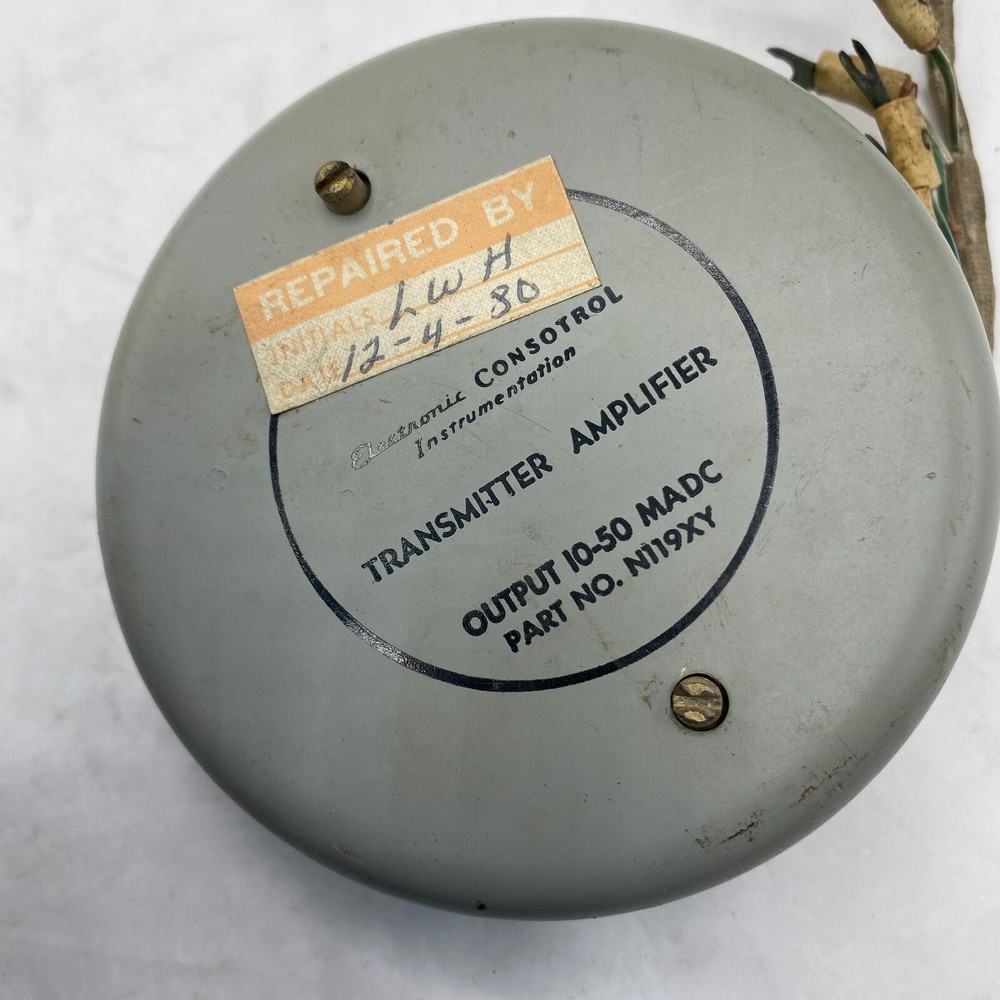 REPAIRED BY
INITIALS LWH
DATE 12-4-80
Electronic CONSOTROL
Instrumentation
TRANSMITTER AMPLIFIER
OUTPUT 10-50 MADC
PART NO. N119XY